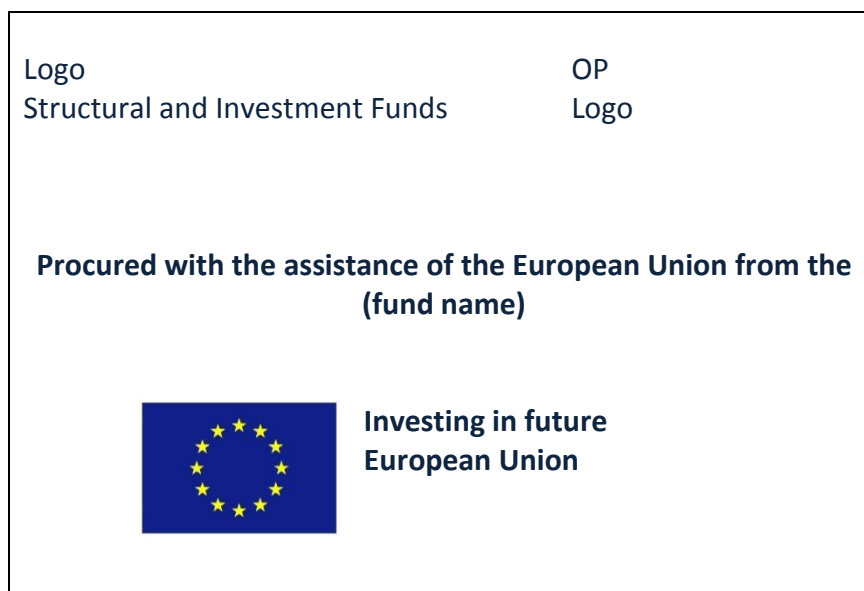 Logo
Structural and Investment Funds
OP
Logo
Procured with the assistance of the European Union from the
(fund name)
Investing in future
European Union